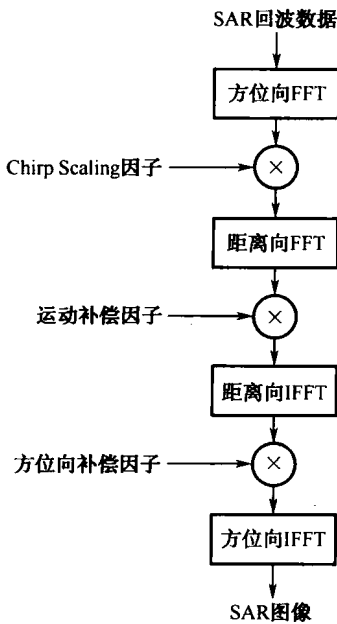 SAR回波数据
方位向FFT
Chirp Scaling因子
×
距离向FFT
运动补偿因子
×
距离向IFFT
方位向补偿因子
×
方位向IFFT
SAR图像